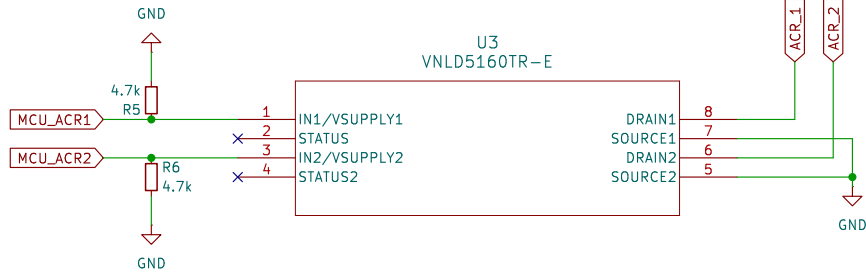 GND
ACR_1
ACR_2
U3
VNLD5160TR-E
4.7k
R5
MCU_ACR1
1
IN1/VSUPPLY1
DRAIN1
8
2
STATUS
SOURCE1
7
MCU_ACR2
3
IN2/VSUPPLY2
DRAIN2
6
R6
4.7k
4
STATUS2
SOURCE2
5
GND
GND